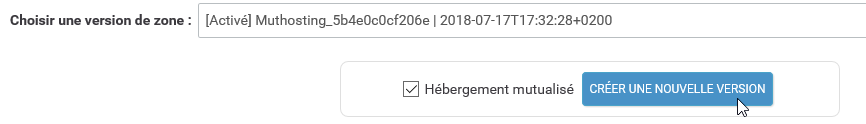 Choisir une version de zone : [Activé] Muthosting_5b4e0c0cf206e | 2018-07-17T17:32:28+0200
Hébergement mutualisé CRÉER UNE NOUVELLE VERSION